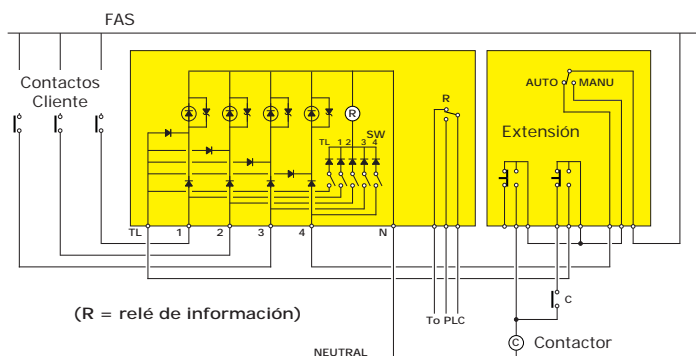 FAS
Contactos
Cliente
AUTO
MANU
R
R
SW
TL 1 2 3 4
Extensión
TL
1
2
3
4
N
C
(R = relé de información)
To PLC
C
Contactor
NEUTRAL